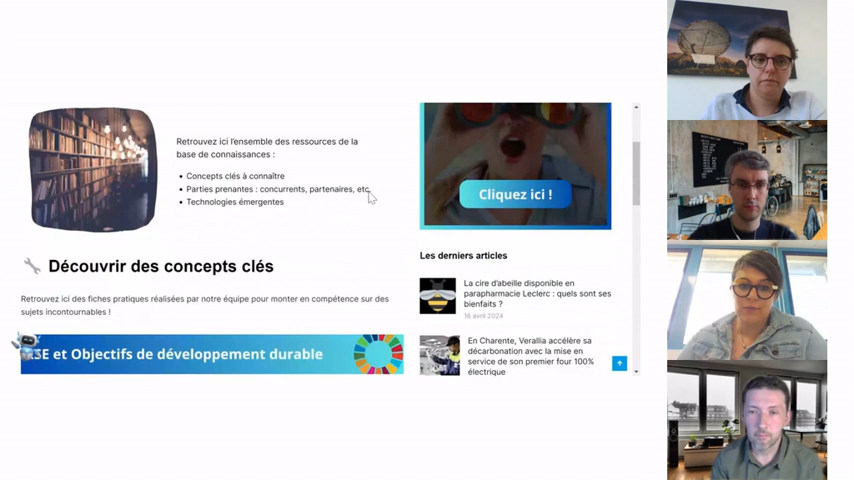 Retrouvez ici l'ensemble des ressources de la
base de connaissances :
Concepts clés à connaître
Parties prenantes : concurrents, partenaires, etc.
Technologies émergentes
Cliquez ici !
Découvrir des concepts clés
Retrouvez ici des fiches pratiques réalisées par notre équipe pour monter en compétence sur des
sujets incontournables !
et Objectifs de développement durable
Les derniers articles
La cire d'abeille disponible en
parapharmacie Leclerc : quels sont ses
bienfaits ?
16 avril 2024
En Charente, Verallia accélère sa
décarbonation avec la mise en
service de son premier four 100%
électrique